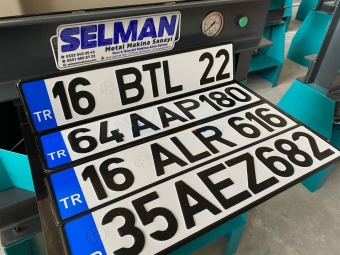 SELMAN
Metal Makina Sanayi
TR 16 BTL 22
TR 64 AAP 180
TR 16 ALR 616
TR 35 AEZ 682